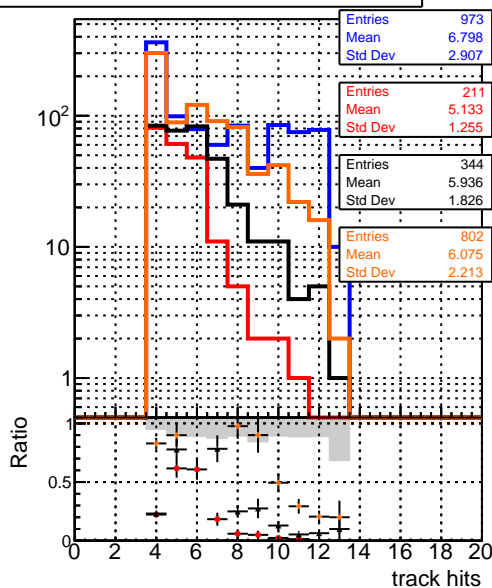 Entries 973
Mean 6.798
Std Dev 2.907
Entries 211
Mean 5.133
Std Dev 1.255
Entries 344
Mean 5.936
Std Dev 1.826
Entries 802
Mean 6.075
Std Dev 2.213
10²
10
1
Ratio
1
0.5
0
0 2 4 6 8 10 12 14 16 18 20
track hits